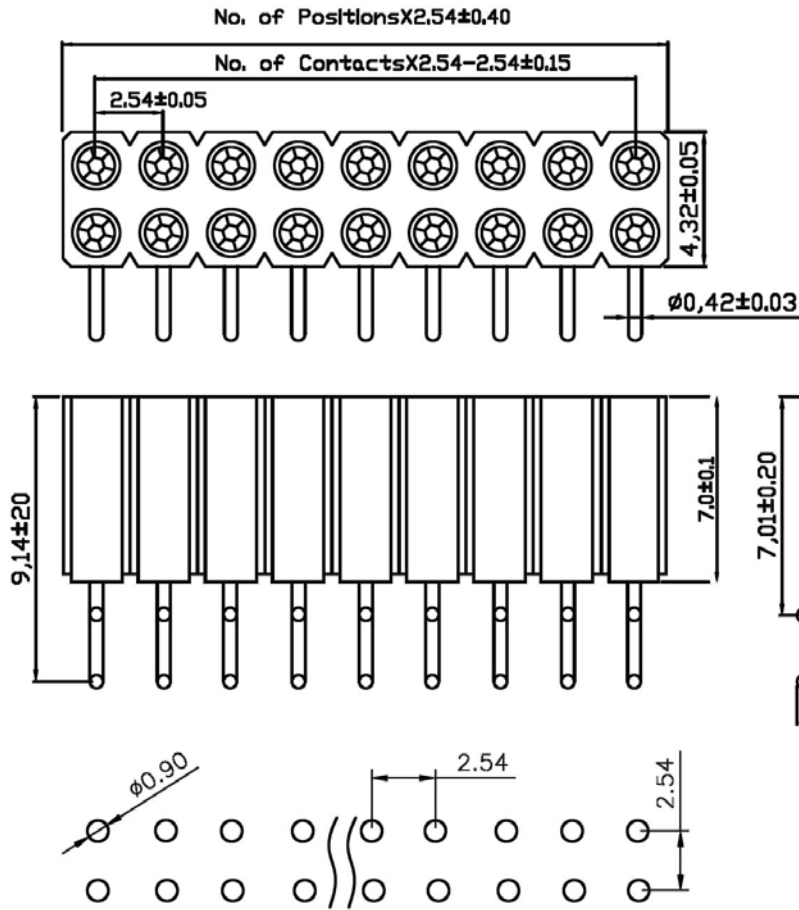 No. of PositionsX2.54±0.40
No. of ContactsX2.54-2.54±0.15
2.54±0.05
4,32±0.05
ø0,42±0.03
9,14±20
7.0±0.1
7,01±0.20
ø0.90
2.54
2.54